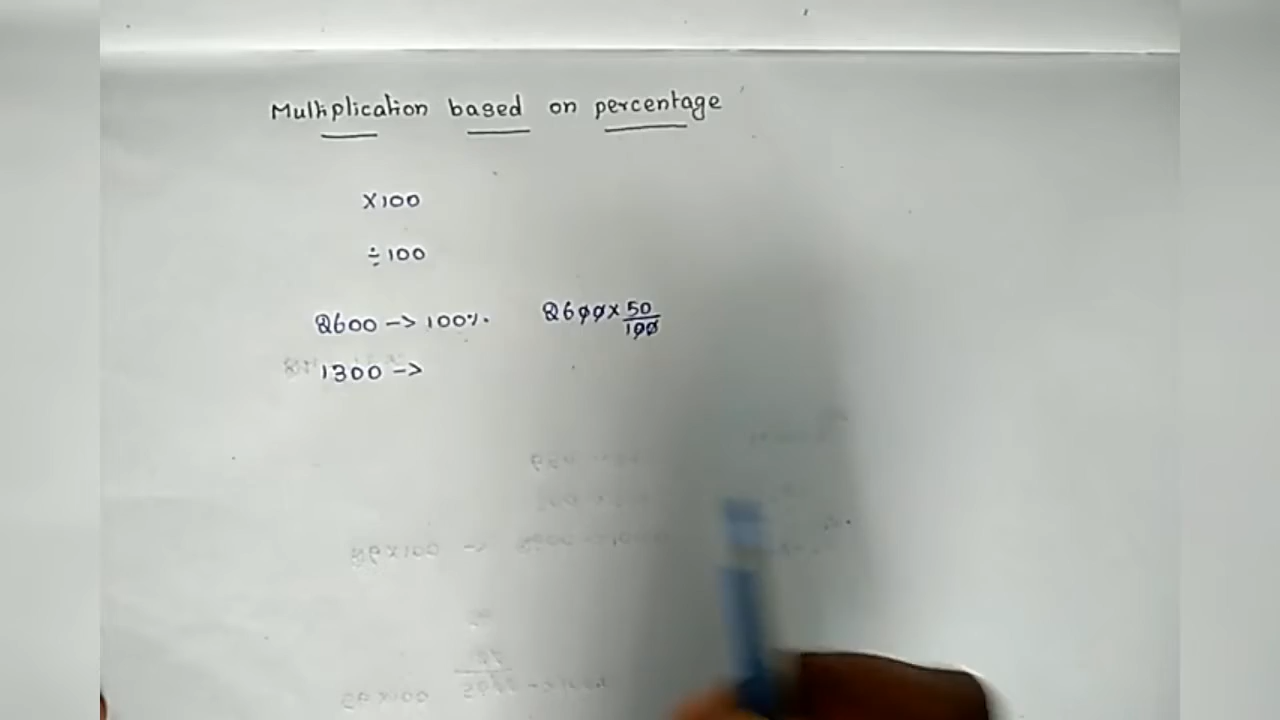 Multiplication based on percentage
×100
÷100
2600 -> 100%. 2600 × 50/100
1300 ->